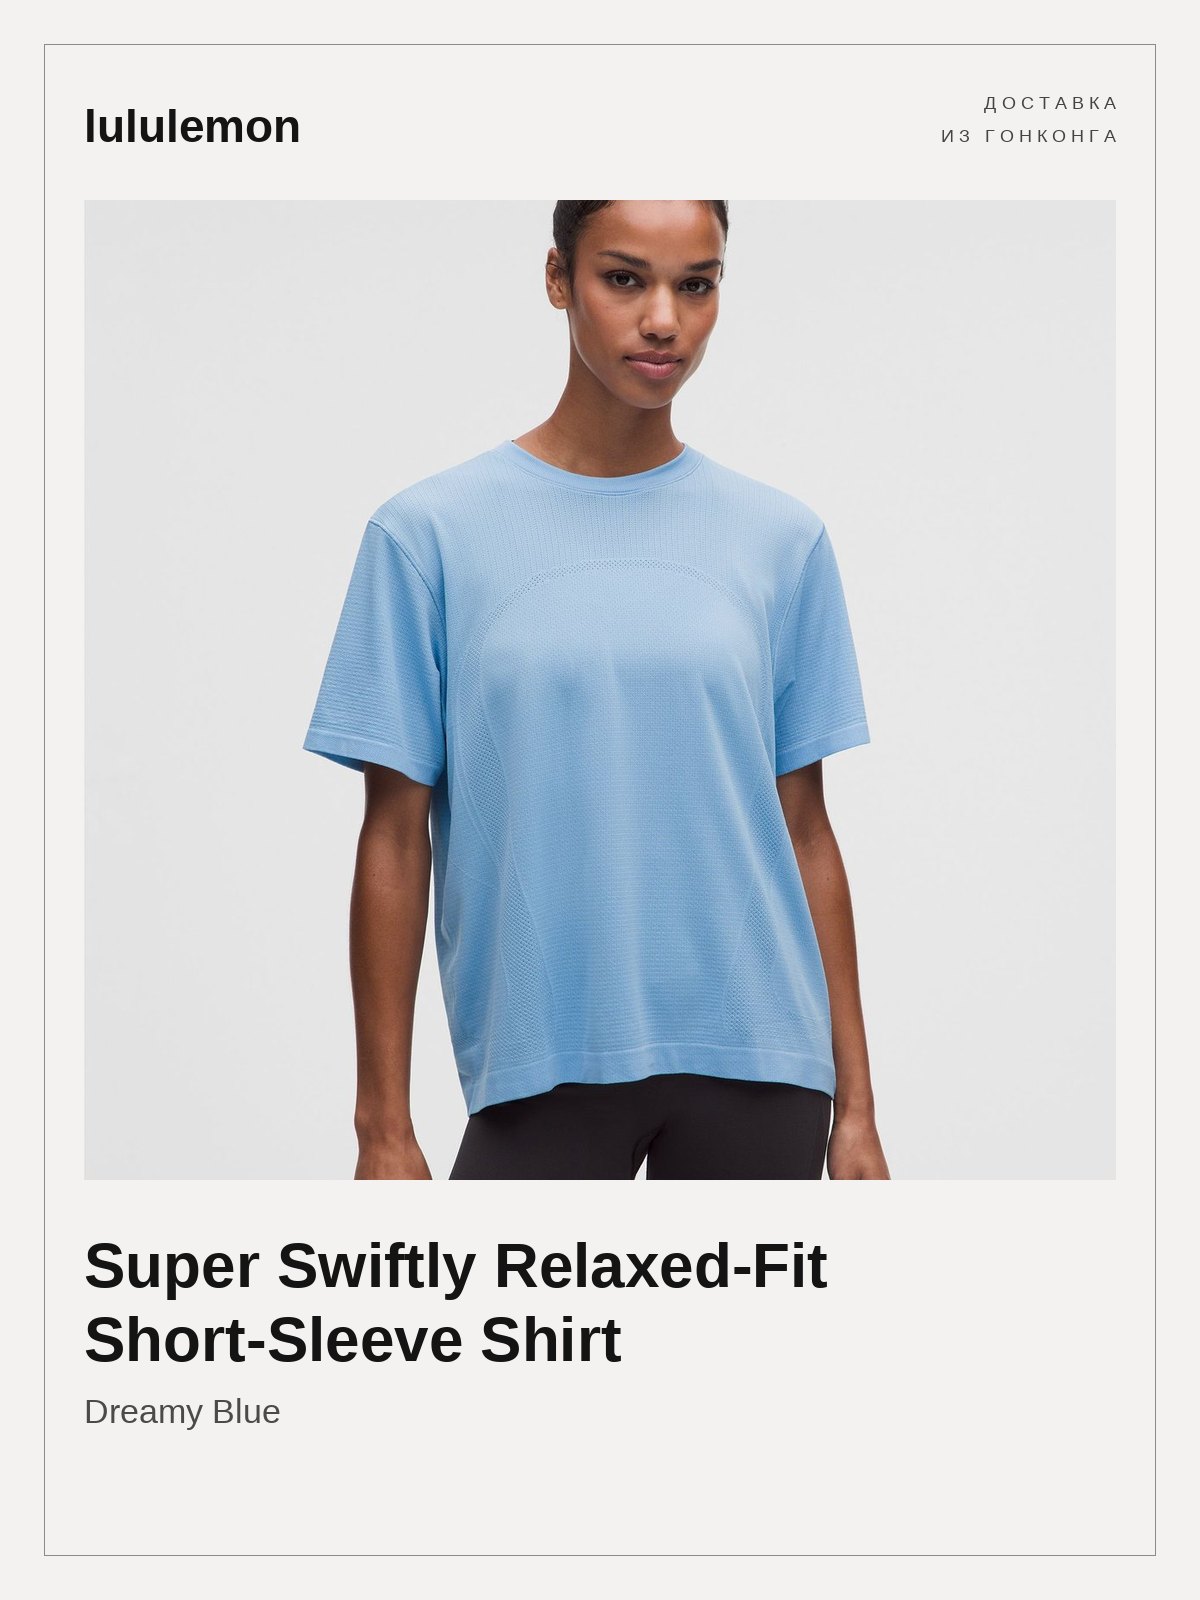 lululemon
ДОСТАВКА
ИЗ ГОНКОНГА
Super Swiftly Relaxed-Fit
Short-Sleeve Shirt
Dreamy Blue